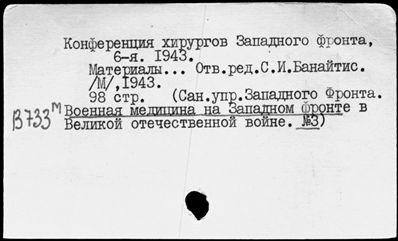 Конференция хирургов Западного фронта,
6-я. 1943.
Материалы... Отв.ред.С.И.Банайтис.
/М/,1943.
98 стр. (Сан.упр.Западного Фронта.
В733м Военная медицина на Западном фронте в
Великой отечественной войне. №3)